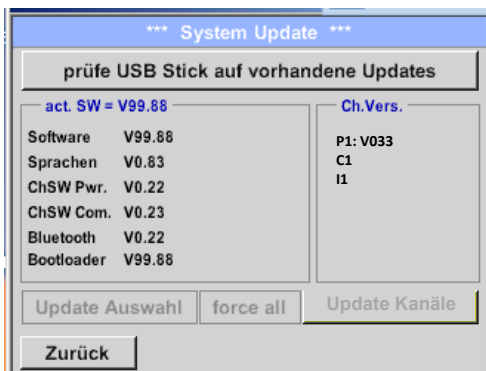 *** System Update ***
prüfe USB Stick auf vorhandene Updates
act. SW = V99.88
Software V99.88
Sprachen V0.83
ChSW Pwr. V0.22
ChSW Com. V0.23
Bluetooth V0.22
Bootloader V99.88
Ch.Vers.
P1: V033
C1
I1
Update Auswahl
force all
Update Kanäle
Zurück